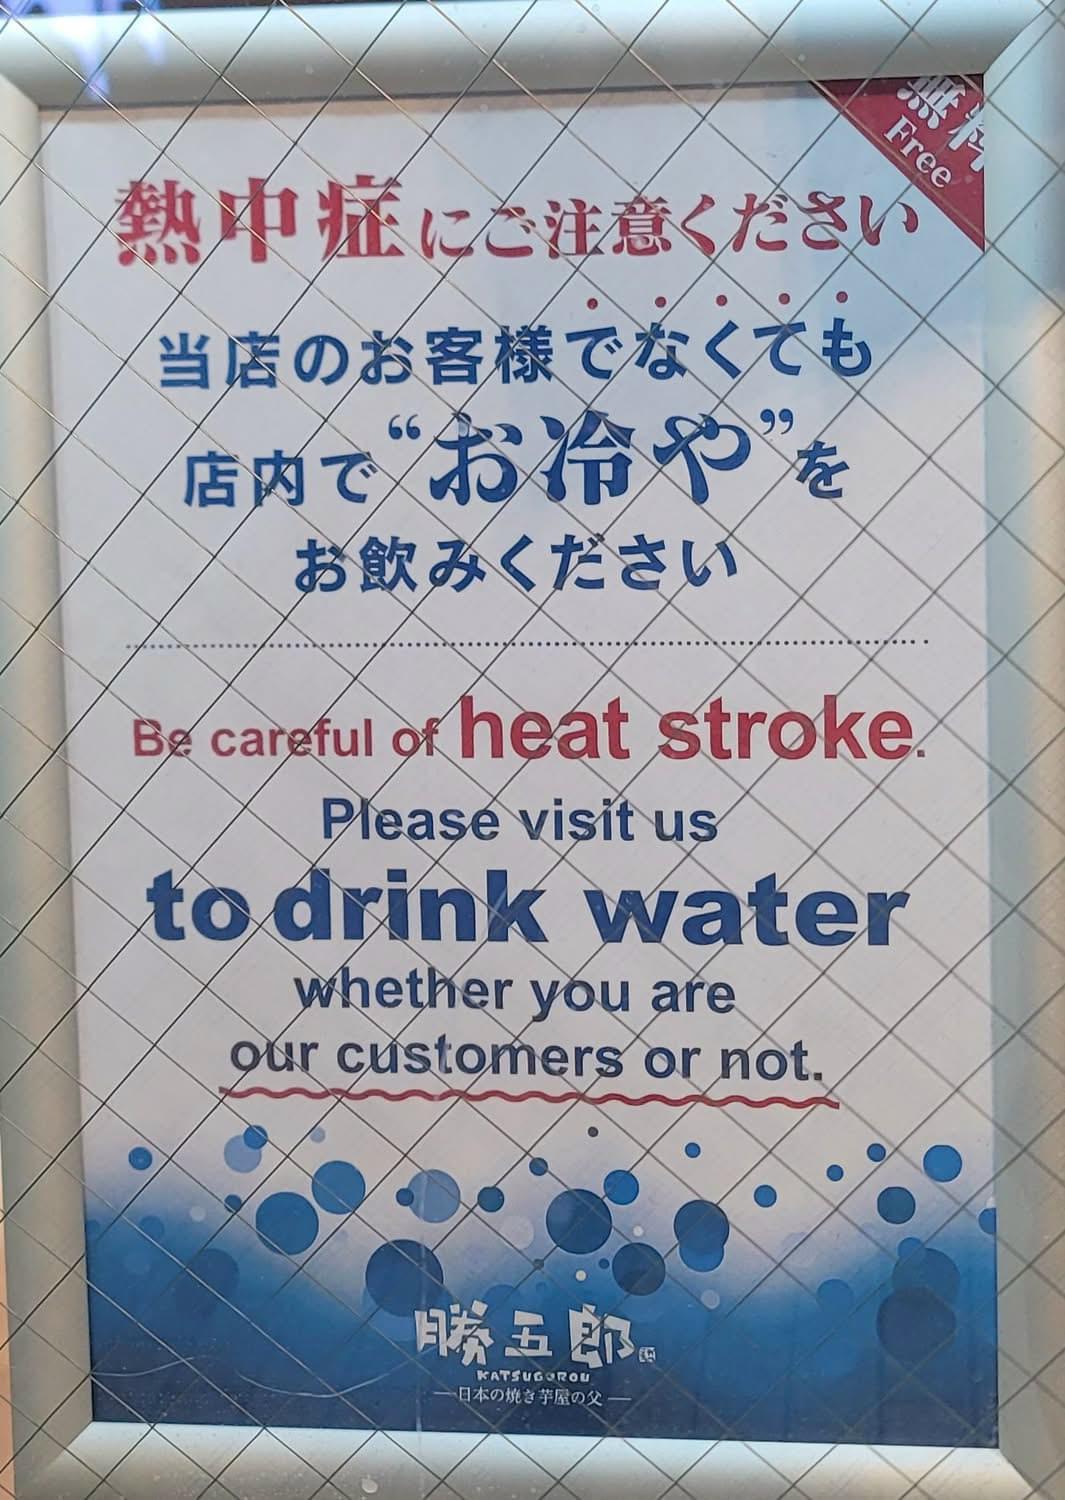 無料
Free
熱中症にご注意ください
当店のお客様でなくても
店内で“お冷や”を
お飲みください
Be careful of heat stroke.
Please visit us
to drink water
whether you are
our customers or not.
勝五郎
KATSUGOROU
日本の焼き芋屋の父